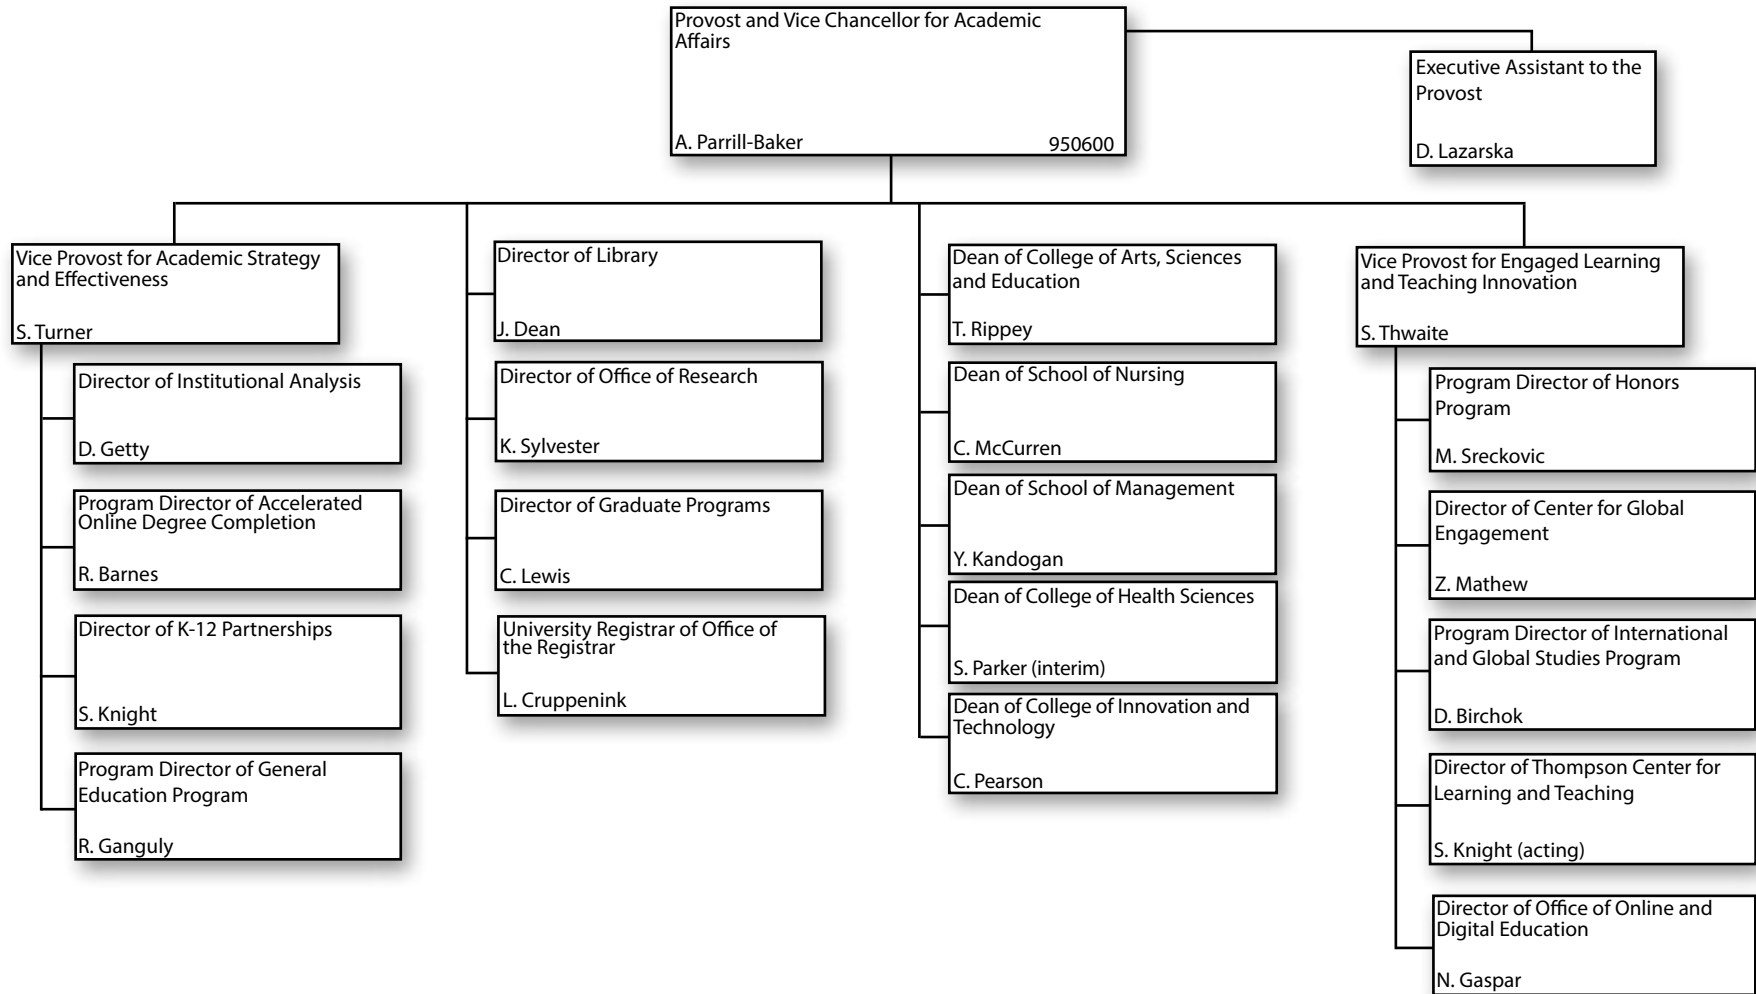 Provost and Vice Chancellor for Academic
Affairs
A. Parrill-Baker 950600
Executive Assistant to the
Provost
D. Lazarska
Vice Provost for Academic Strategy
and Effectiveness
S. Turner
Director of Institutional Analysis
D. Getty
Program Director of Accelerated
Online Degree Completion
R. Barnes
Director of K-12 Partnerships
S. Knight
Program Director of General
Education Program
R. Ganguly
Director of Library
J. Dean
Director of Office of Research
K. Sylvester
Director of Graduate Programs
C. Lewis
University Registrar of Office of
the Registrar
L. Cruppenink
Dean of College of Arts, Sciences
and Education
T. Rippey
Dean of School of Nursing
C. McCurren
Dean of School of Management
Y. Kandogan
Dean of College of Health Sciences
S. Parker (interim)
Dean of College of Innovation and
Technology
C. Pearson
Vice Provost for Engaged Learning
and Teaching Innovation
S. Thwaite
Program Director of Honors
Program
M. Sreckovic
Director of Center for Global
Engagement
Z. Mathew
Program Director of International
and Global Studies Program
D. Birchok
Director of Thompson Center for
Learning and Teaching
S. Knight (acting)
Director of Office of Online and
Digital Education
N. Gaspar